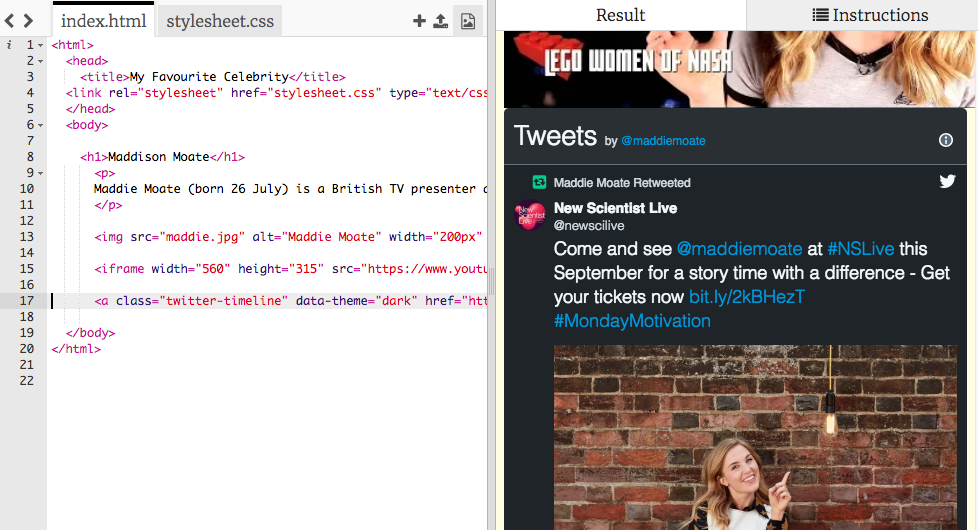 index.html stylesheet.css
i 1 <html>
2 <head>
3 <title>My Favourite Celebrity</title>
4 <link rel="stylesheet" href="stylesheet.css" type="text/css
5 </head>
6 <body>
7
8 <h1>Maddison Moate</h1>
9 <p>
10 Maddie Moate (born 26 July) is a British TV presenter
11 </p>
12
13 <img src="maddie.jpg" alt="Maddie Moate" width="200px"
14
15 <iframe width="560" height="315" src="https://www.youtu
16
17 <a class="twitter-timeline" data-theme="dark" href="htt
18
19 </body>
20 </html>
21
22
Result Instructions
LEGO WOMEN OF NASA
Tweets by @maddiemoate
Maddie Moate Retweeted
New Scientist Live
New Scientist Live
@newscilive
Come and see @maddiemoate at #NSLive this
September for a story time with a difference - Get
your tickets now bit.ly/2kBHezT
#MondayMotivation